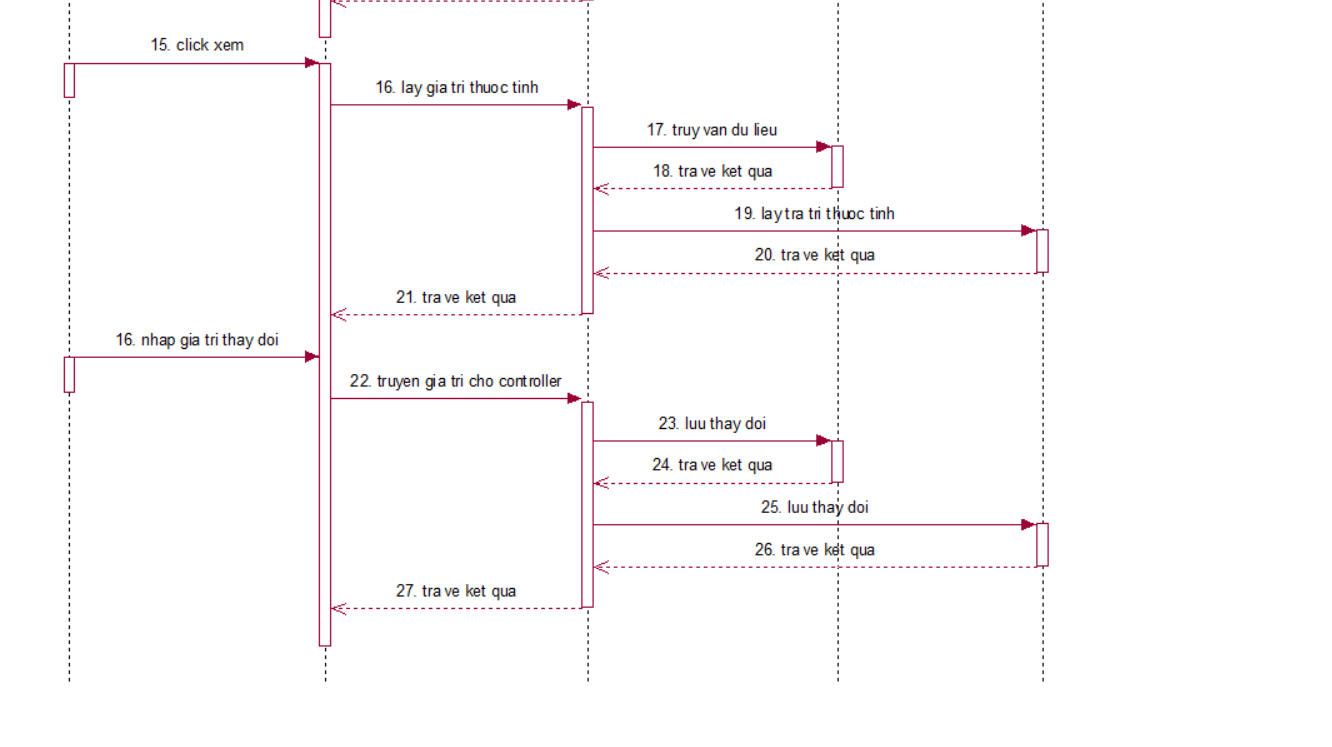 15. click xem
16. lay gia tri thuoc tinh
17. truy van du lieu
18. tra ve ket qua
19. lay tra tri thuoc tinh
20. tra ve ket qua
21. tra ve ket qua
16. nhap gia tri thay doi
22. truyen gia tri cho controller
23. luu thay doi
24. tra ve ket qua
25. luu thay doi
26. tra ve ket qua
27. tra ve ket qua